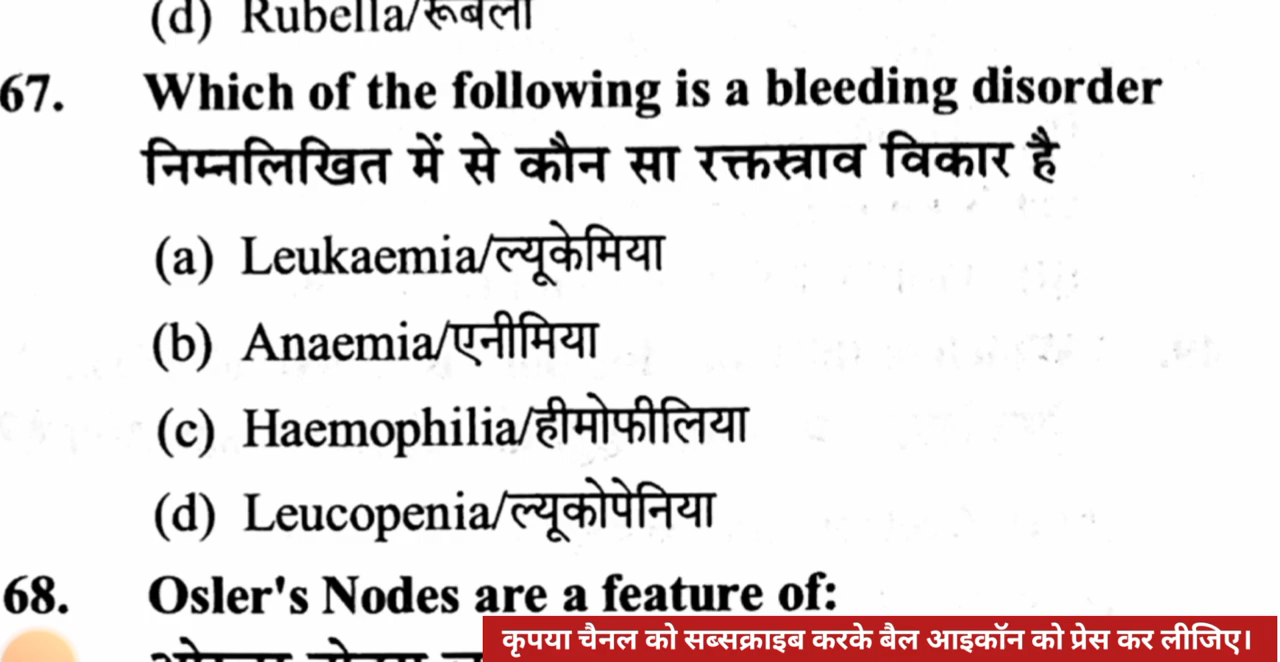 (d) Rubella/रूबेला
67. Which of the following is a bleeding disorder
निम्नलिखित में से कौन सा रक्तस्त्राव विकार है
(a) Leukaemia/ल्यूकेमिया
(b) Anaemia/एनीमिया
(c) Haemophilia/हीमोफीलिया
(d) Leucopenia/ल्यूकोपेनिया
68. Osler's Nodes are a feature of:
कृपया चैनल को सब्सक्राइब करके बैल आइकॉन को प्रेस कर लीजिए।